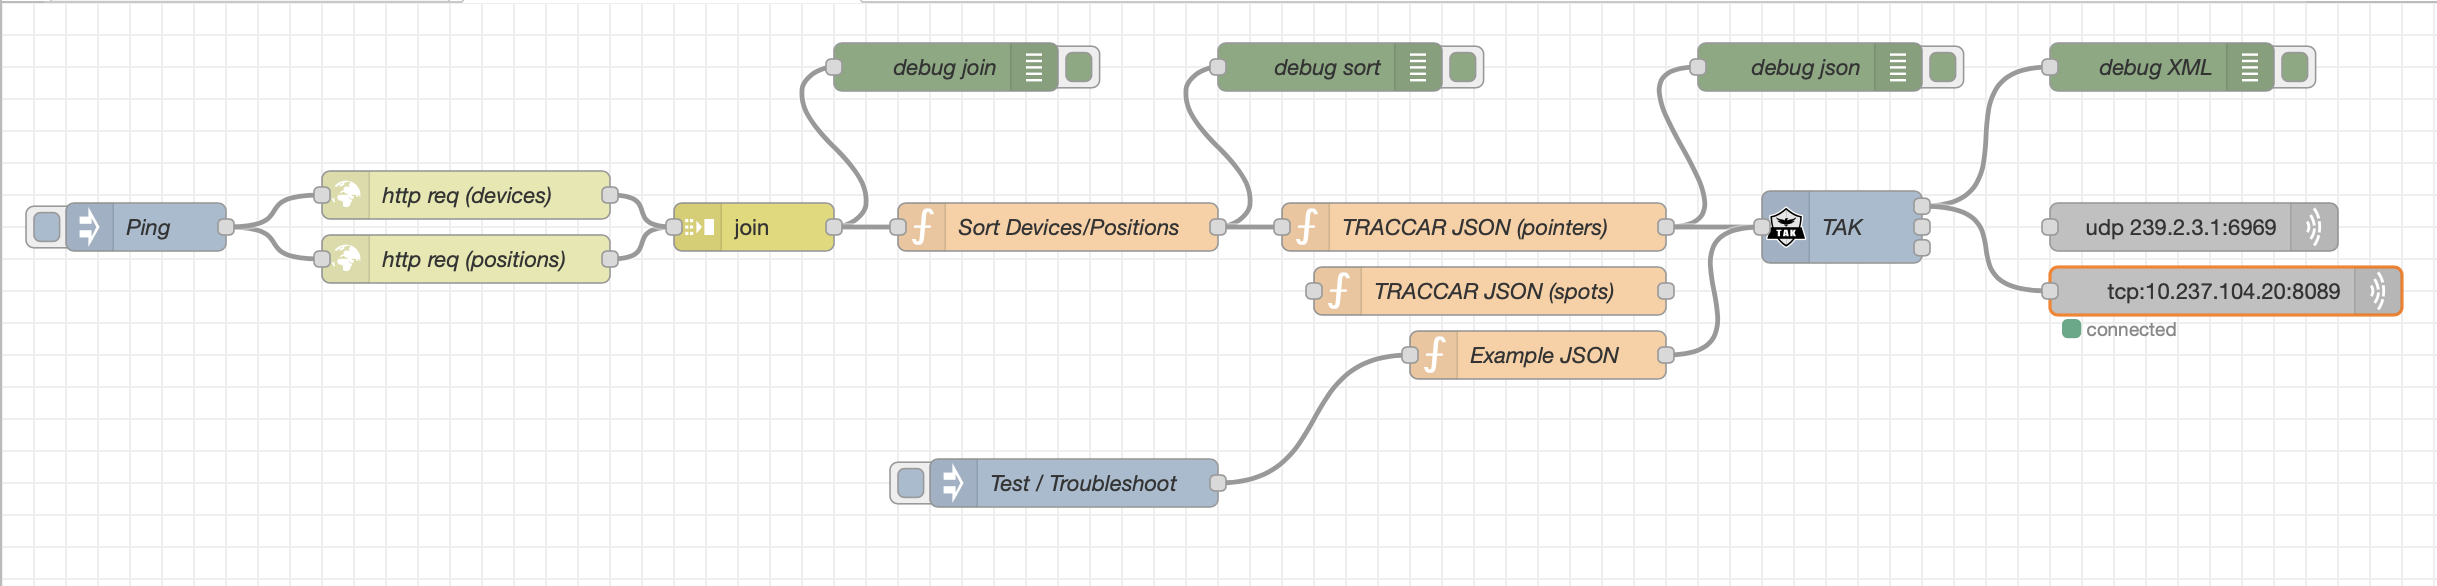 debug join
debug sort
debug json
debug XML
http req (devices)
Ping
join
Sort Devices/Positions
TRACCAR JSON (pointers)
TAK
TAK
udp 239.2.3.1:6969
http req (positions)
TRACCAR JSON (spots)
tcp:10.237.104.20:8089
connected
Example JSON
Test / Troubleshoot